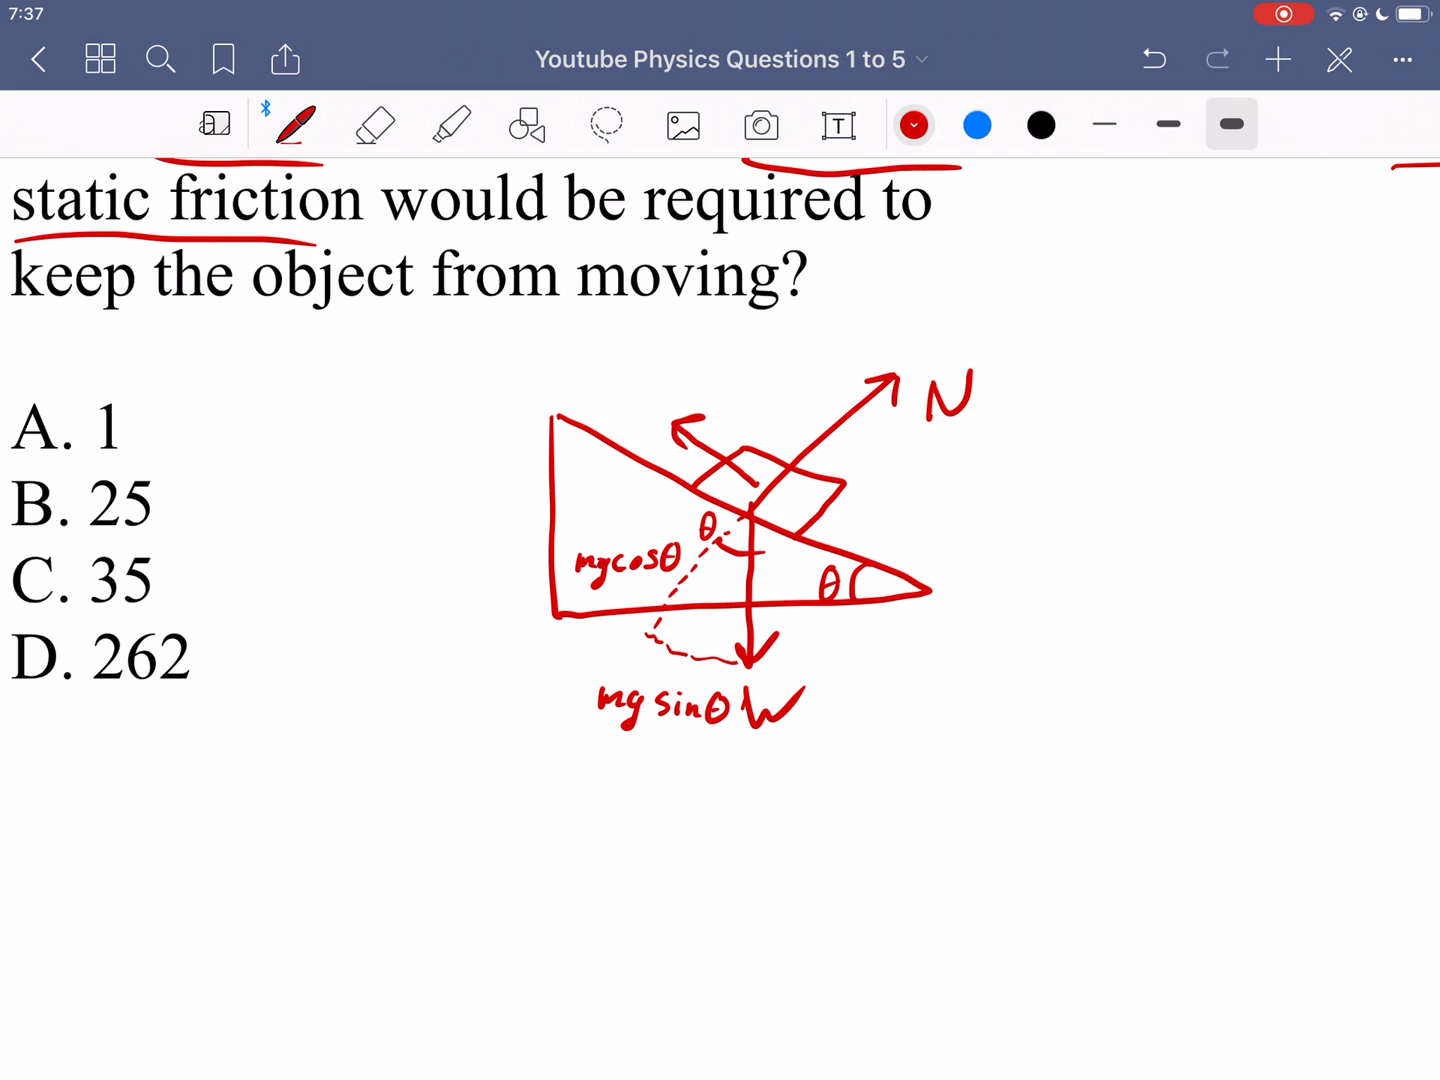 7:37
Youtube Physics Questions 1 to 5
T
static friction would be required to
keep the object from moving?
A. 1
B. 25
C. 35
D. 262
N
θ
mgcosθ
θ
mg sinθ W